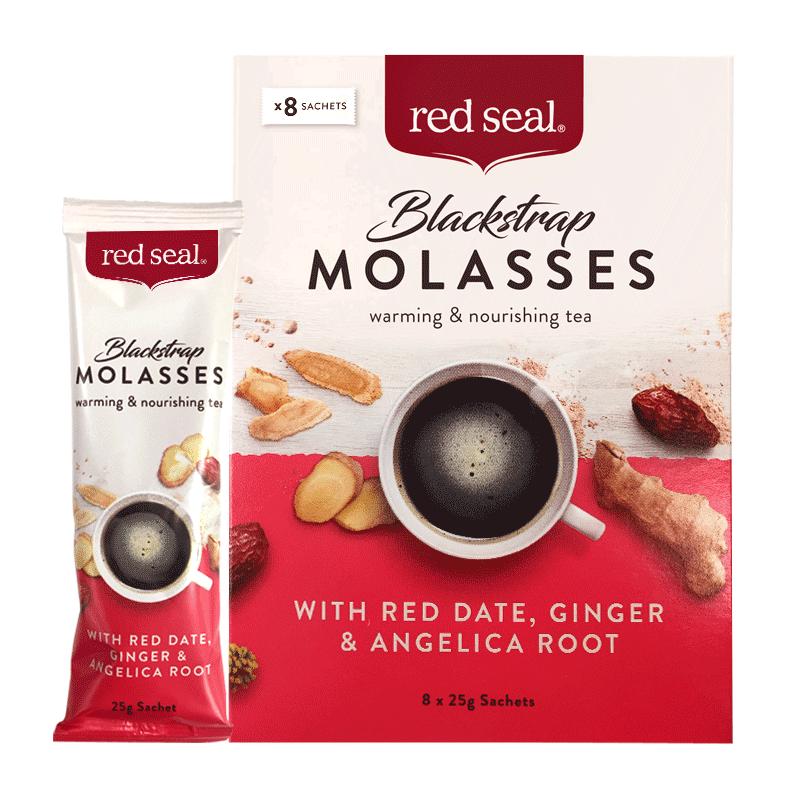 x8 SACHETS
red seal®
Blackstrap
MOLASSES
warming & nourishing tea
WITH RED DATE, GINGER
& ANGELICA ROOT
8 x 25g Sachets
red seal®
Blackstrap
MOLASSES
warming & nourishing tea
WITH RED DATE,
GINGER &
ANGELICA ROOT
25g Sachet